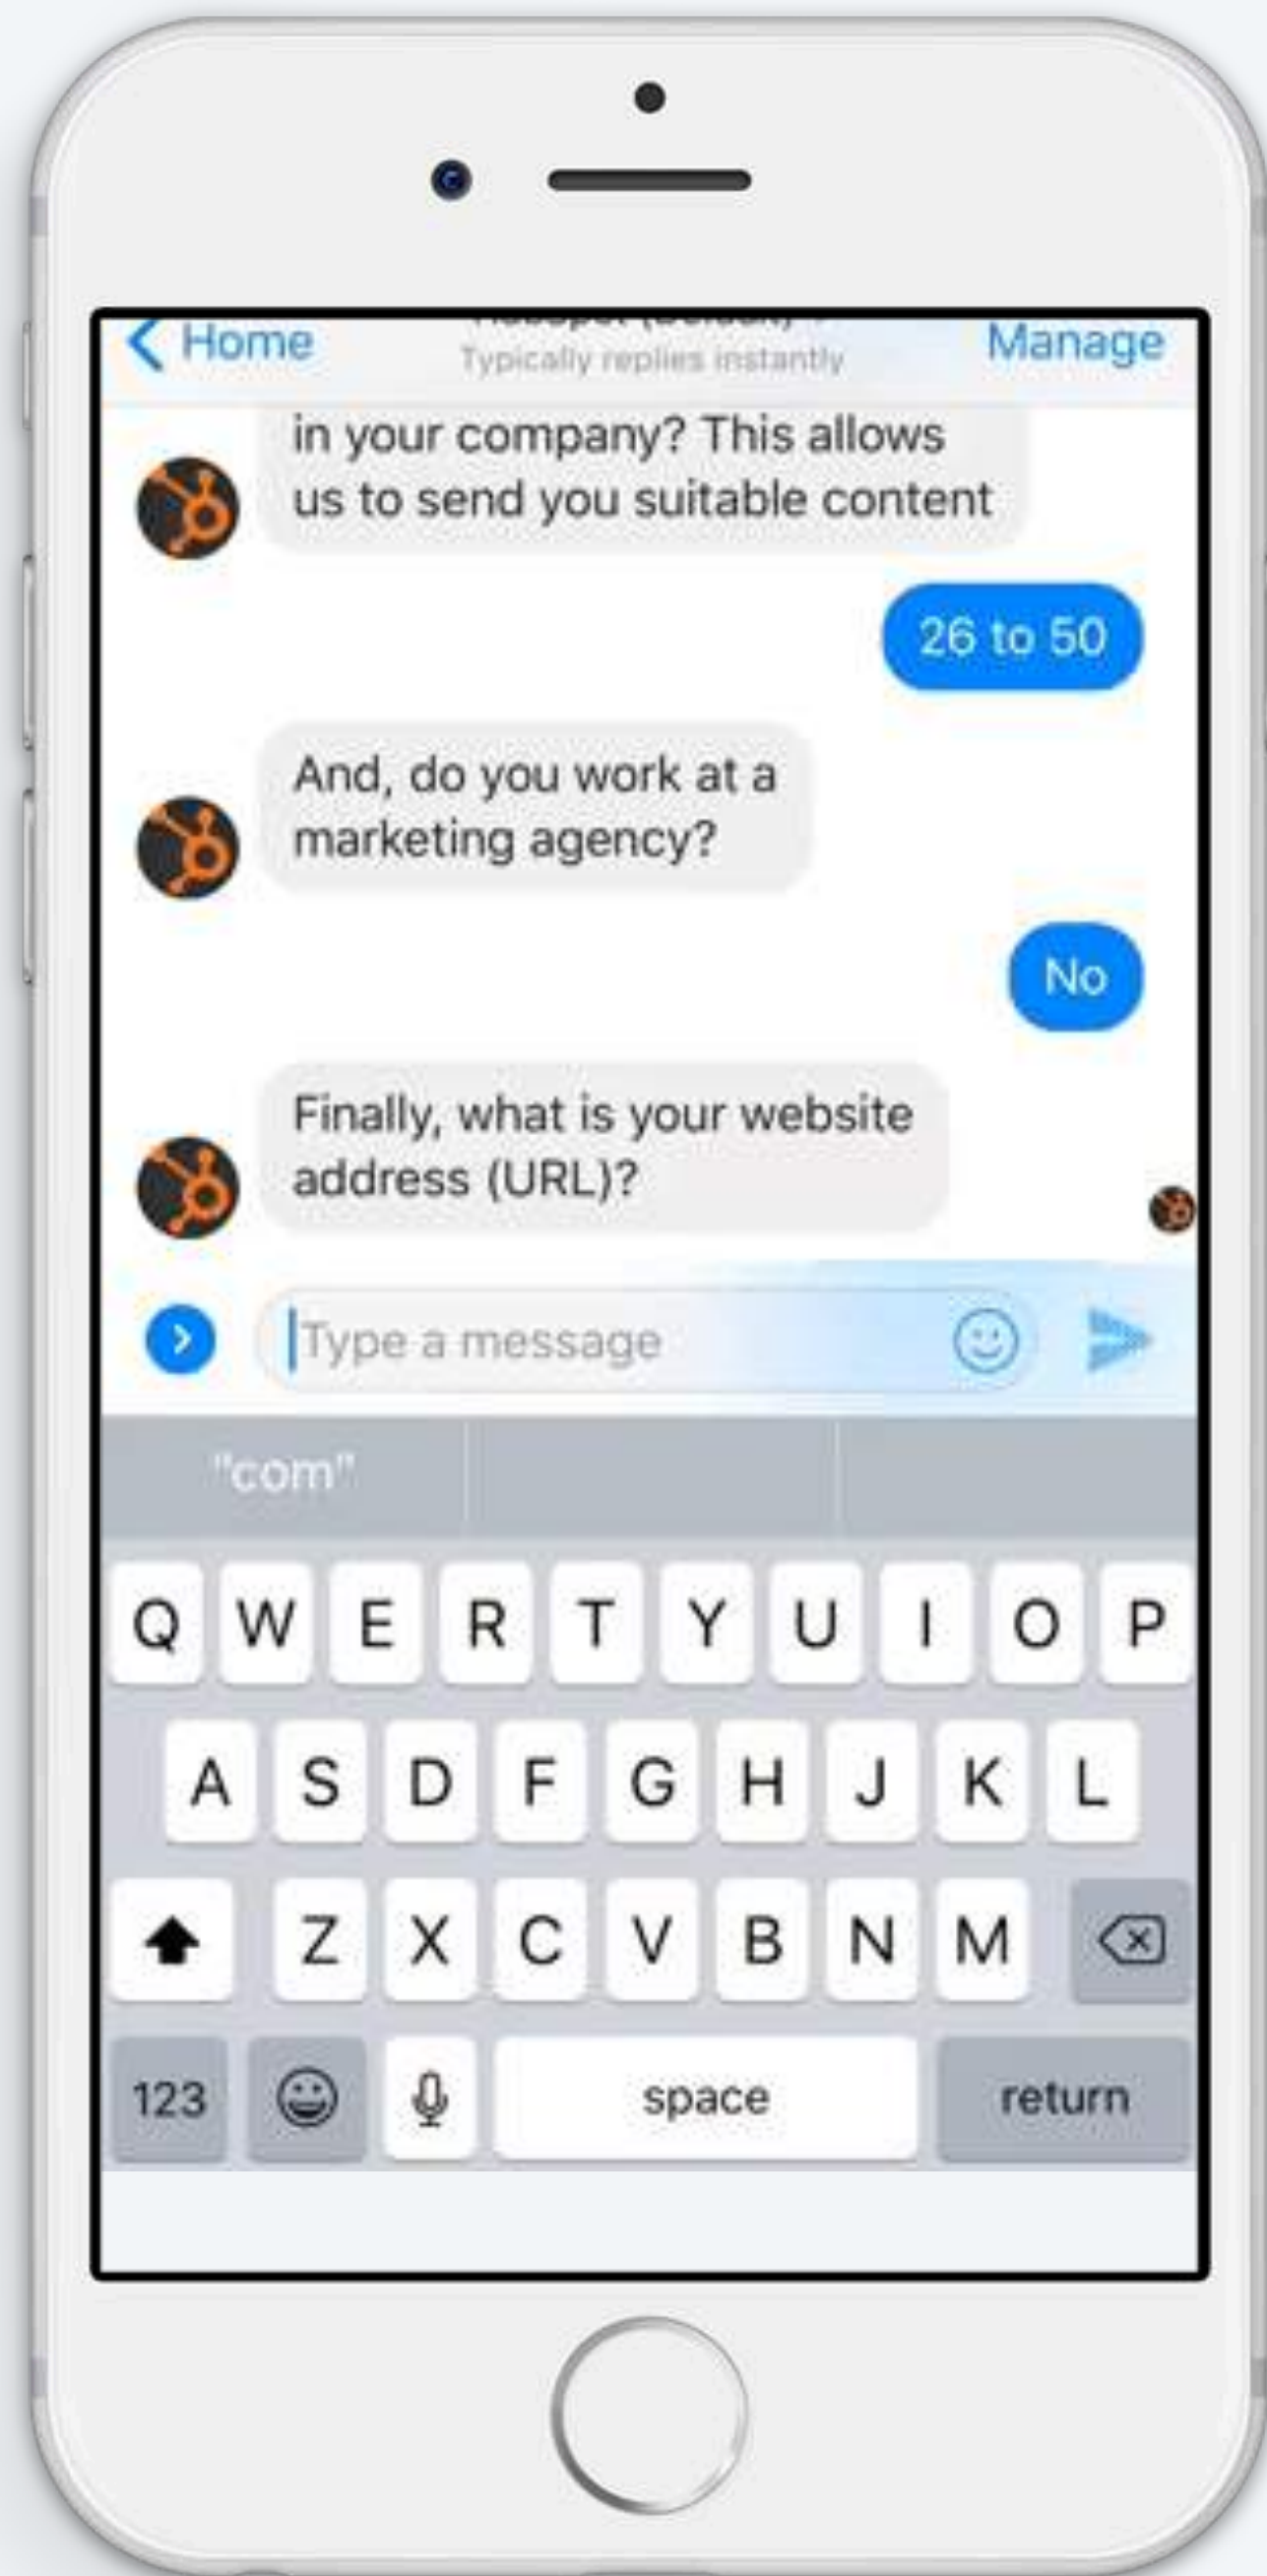 Home
Manage
Typically replies instantly
in your company? This allows
us to send you suitable content
26 to 50
And, do you work at a
marketing agency?
No
Finally, what is your website
address (URL)?
Type a message
"com"
Q W E R T Y U I O P
A S D F G H J K L
Z X C V B N M
123 space return